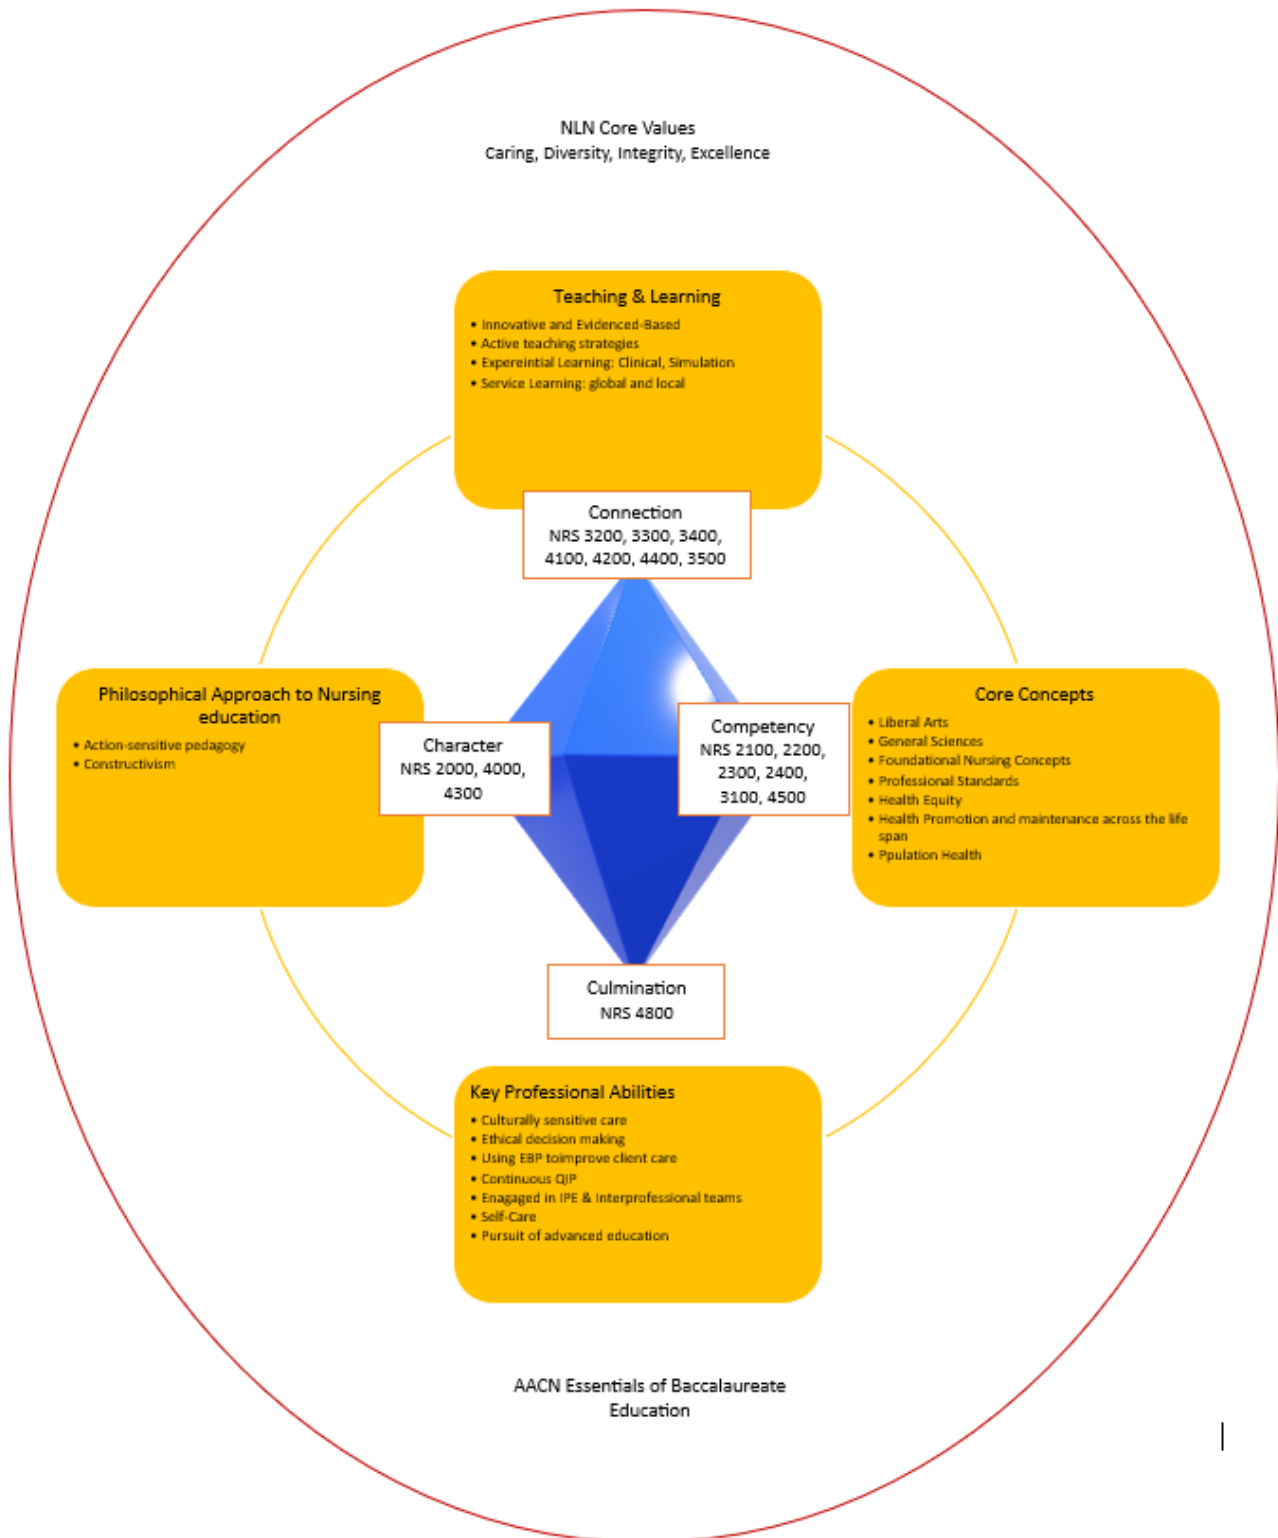 NLN Core Values
Caring, Diversity, Integrity, Excellence
Teaching & Learning
• Innovative and Evidenced-Based
• Active teaching strategies
• Expereintial Learning: Clinical, Simulation
• Service Learning: global and local
Connection
NRS 3200, 3300, 3400,
4100, 4200, 4400, 3500
Philosophical Approach to Nursing
education
• Action-sensitive pedagogy
• Constructivism
Character
NRS 2000, 4000,
4300
Competency
NRS 2100, 2200,
2300, 2400,
3100, 4500
Core Concepts
• Liberal Arts
• General Sciences
• Foundational Nursing Concepts
• Professional Standards
• Health Equity
• Health Promotion and maintenance across the life
span
• Ppulation Health
Culmination
NRS 4800
Key Professional Abilities
• Culturally sensitive care
• Ethical decision making
• Using EBP toimprove client care
• Continuous QIP
• Enagaged in IPE & Interprofessional teams
• Self-Care
• Pursuit of advanced education
AACN Essentials of Baccalaureate
Education